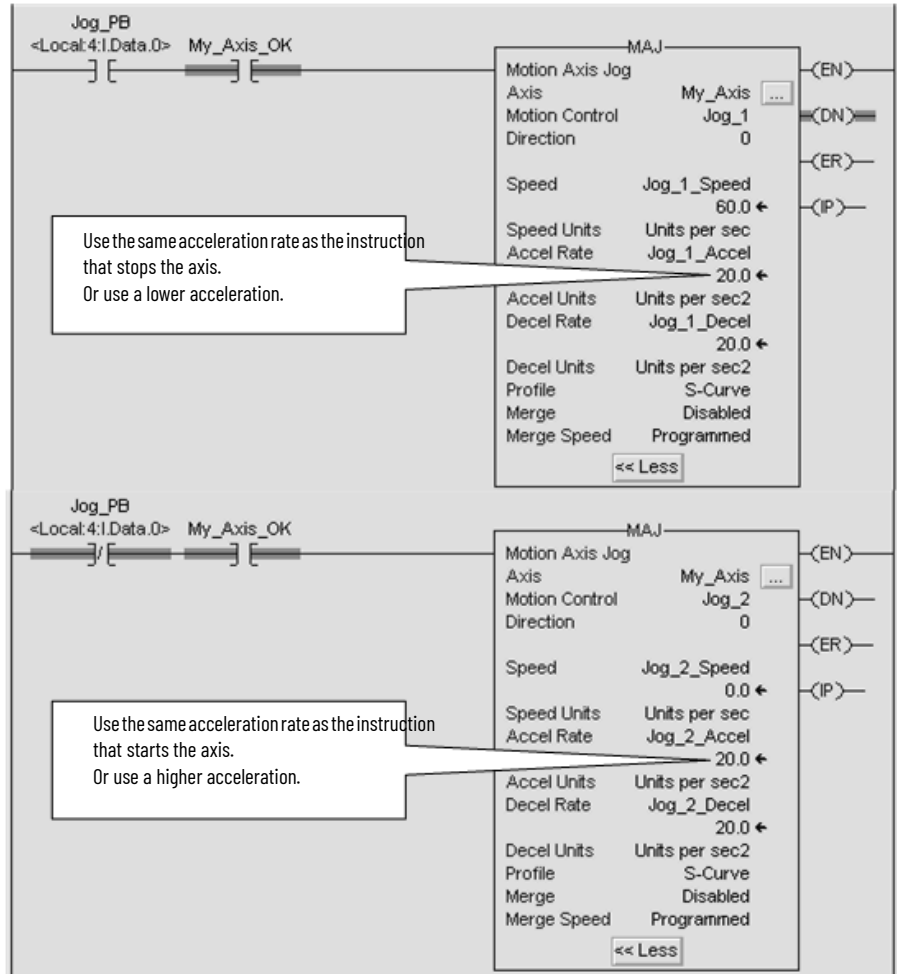 Jog_PB
<Local:4:I.Data.0> My_Axis_OK
MAJ
Motion Axis Jog
Axis My_Axis ...
Motion Control Jog_1
Direction 0
Speed Jog_1_Speed
60.0
Speed Units Units per sec
Accel Rate Jog_1_Accel
20.0
Accel Units Units per sec2
Decel Rate Jog_1_Decel
20.0
Decel Units Units per sec2
Profile S-Curve
Merge Disabled
Merge Speed Programmed
<< Less
(EN)
(DN)
(ER)
(IP)
Use the same acceleration rate as the instruction
that stops the axis.
Or use a lower acceleration.
Jog_PB
<Local:4:I.Data.0> My_Axis_OK
MAJ
Motion Axis Jog
Axis My_Axis ...
Motion Control Jog_2
Direction 0
Speed Jog_2_Speed
0.0
Speed Units Units per sec
Accel Rate Jog_2_Accel
20.0
Accel Units Units per sec2
Decel Rate Jog_2_Decel
20.0
Decel Units Units per sec2
Profile S-Curve
Merge Disabled
Merge Speed Programmed
<< Less
(EN)
(DN)
(ER)
(IP)
Use the same acceleration rate as the instruction
that starts the axis.
Or use a higher acceleration.